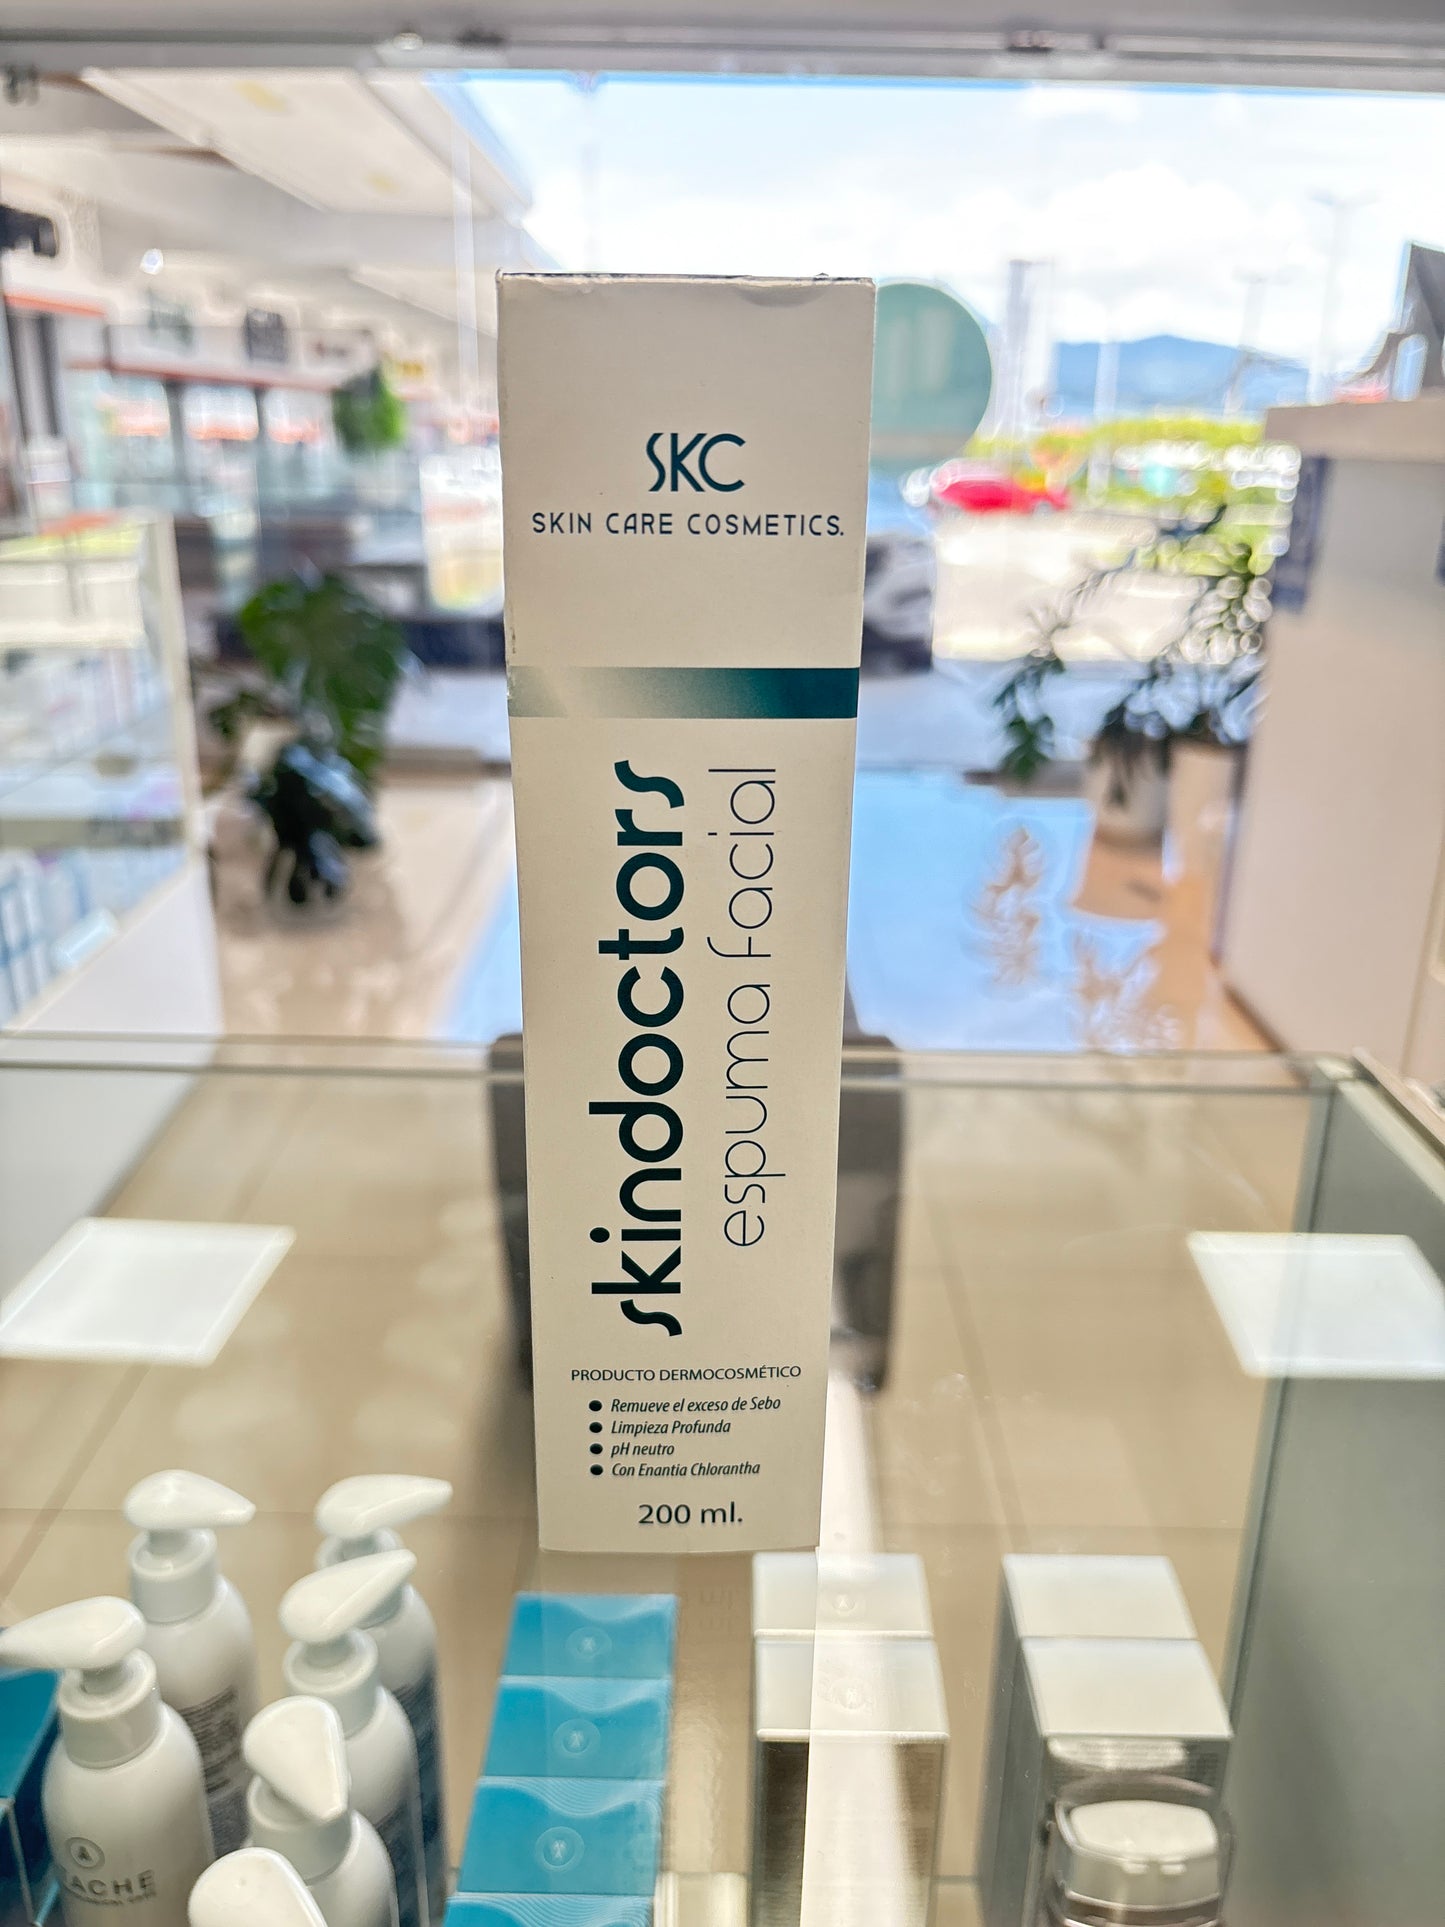 SKC
SKIN CARE COSMETICS.
skindoctors
espuma facial
PRODUCTO DERMOCOSMÉTICO
● Remueve el exceso de Sebo
● Limpieza Profunda
● pH neutro
● Con Enantia Chlorantha
200 ml.